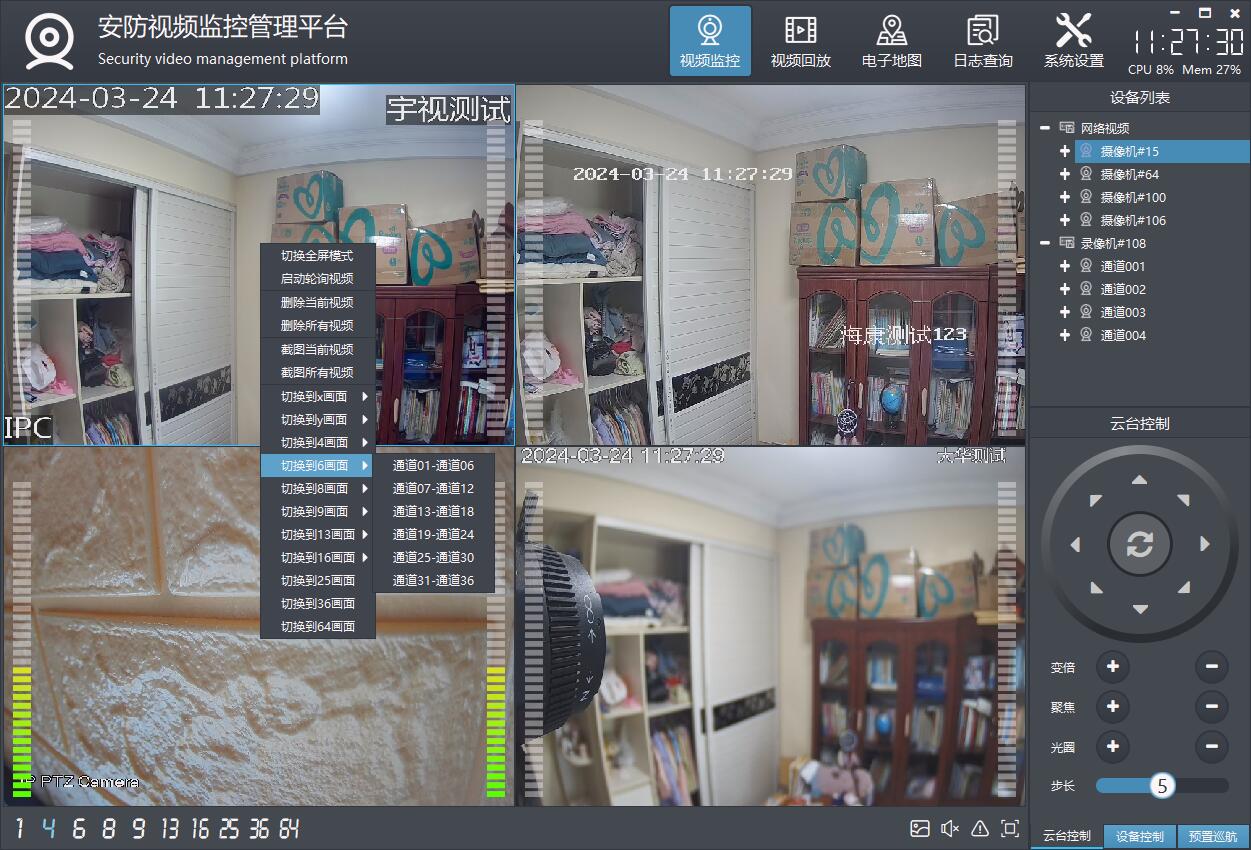 安防视频监控管理平台
Security video management platform
视频监控
视频回放
电子地图
日志查询
系统设置
11:27:30
CPU 8% Mem 27%
2024-03-24 11:27:29
宇视测试
IPC
2024-03-24 11:27:29
海康测试123
IP PTZ Camera
2024-03-24 11:27:29
大华测试
切换全屏模式
启动轮询视频
删除当前视频
删除所有视频
截图当前视频
截图所有视频
切换到x画面
切换到y画面
切换到4画面
切换到6画面
切换到8画面
切换到9画面
切换到13画面
切换到16画面
切换到25画面
切换到36画面
切换到64画面
通道01-通道06
通道07-通道12
通道13-通道18
通道19-通道24
通道25-通道30
通道31-通道36
设备列表
网络视频
摄像机#15
摄像机#64
摄像机#100
摄像机#106
录像机#108
通道001
通道002
通道003
通道004
云台控制
变倍
聚焦
光圈
步长
5
1 4 6 8 9 13 16 25 36 64
云台控制
设备控制
预置巡航